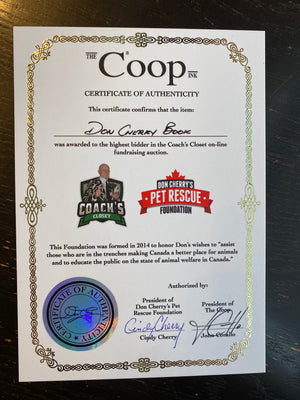 THE Coop INK
CERTIFICATE OF AUTHENTICITY
This certificate confirms that the item:
DON CHERRY BOOK
was awarded to the highest bidder in the Coach's Closet on-line
fundraising auction.
COACH'S
CLOSET
DON CHERRY'S
PET RESCUE
FOUNDATION
This Foundation was formed in 2014 to honor Don's wishes to "assist
those who are in the trenches making Canada a better place for animals
and to educate the public on the state of animal welfare in Canada."
Authorized by:
President of
Don Cherry's Pet
Rescue Foundation
Cindy Cherry
Cindy Cherry
President of
The Coop
John
CERTIFICATE OF AUTHENTICITY